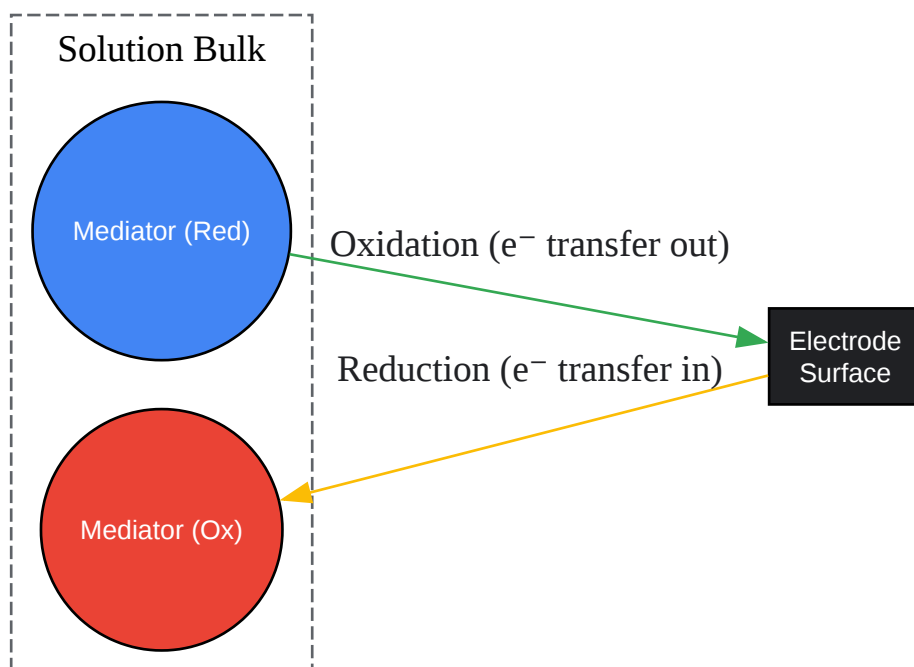 Solution Bulk
Mediator (Red)
Oxidation (e⁻ transfer out)
Electrode
Surface
Reduction (e⁻ transfer in)
Mediator (Ox)